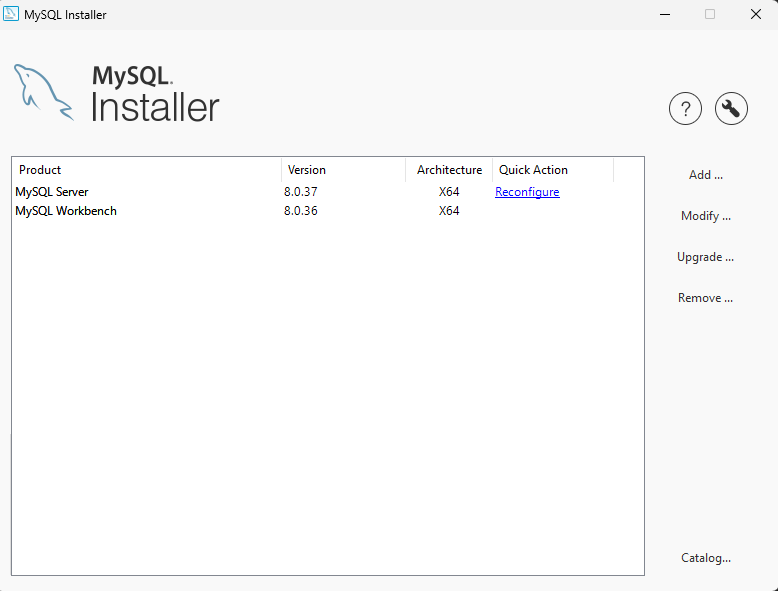 MySQL Installer
MySQL.
Installer
?
Product Version Architecture Quick Action
MySQL Server 8.0.37 X64 Reconfigure
MySQL Workbench 8.0.36 X64
Add ...
Modify ...
Upgrade ...
Remove ...
Catalog...